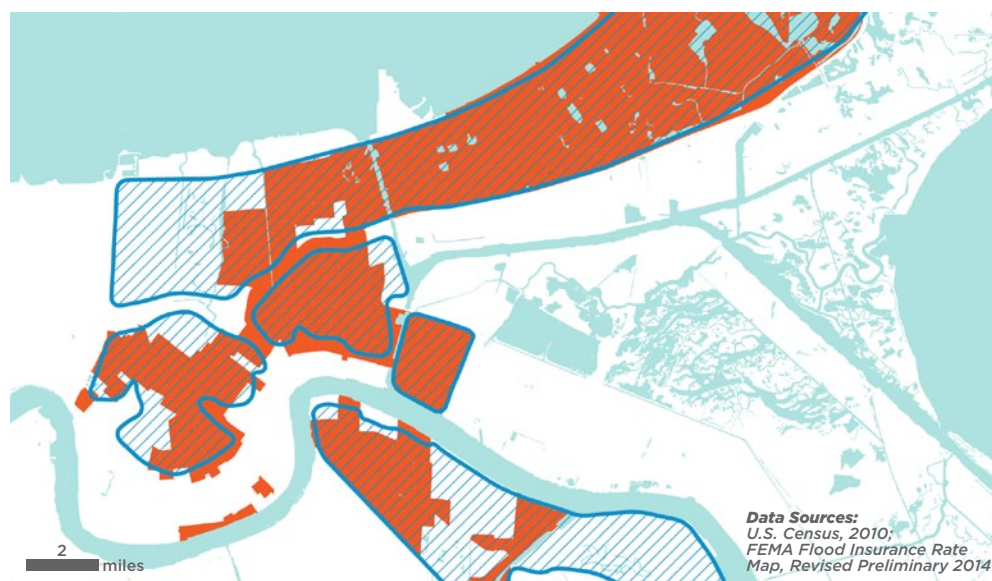 2
miles
Data Sources:
U.S. Census, 2010;
FEMA Flood Insurance Rate
Map, Revised Preliminary 2014